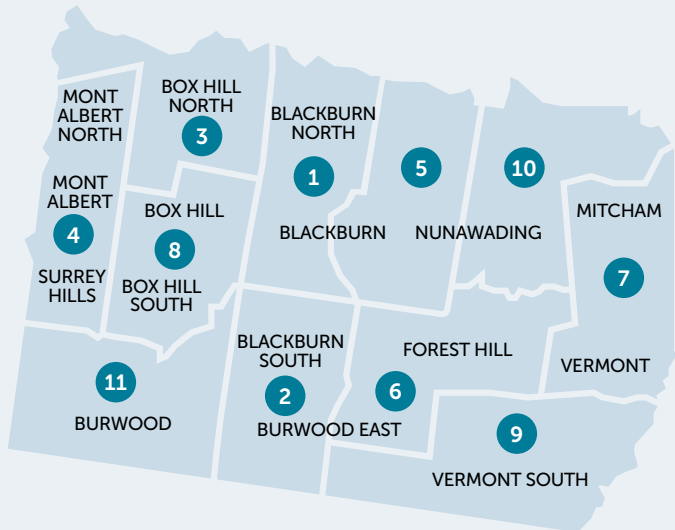 MONT
ALBERT
NORTH
BOX HILL
NORTH
3
BLACKBURN
NORTH
1
5
10
MONT
ALBERT
4
SURREY
HILLS
BOX HILL
8
BOX HILL
SOUTH
BLACKBURN
NUNAWADING
MITCHAM
7
VERMONT
BLACKBURN
SOUTH
2
FOREST HILL
6
11
BURWOOD
BURWOOD EAST
9
VERMONT SOUTH